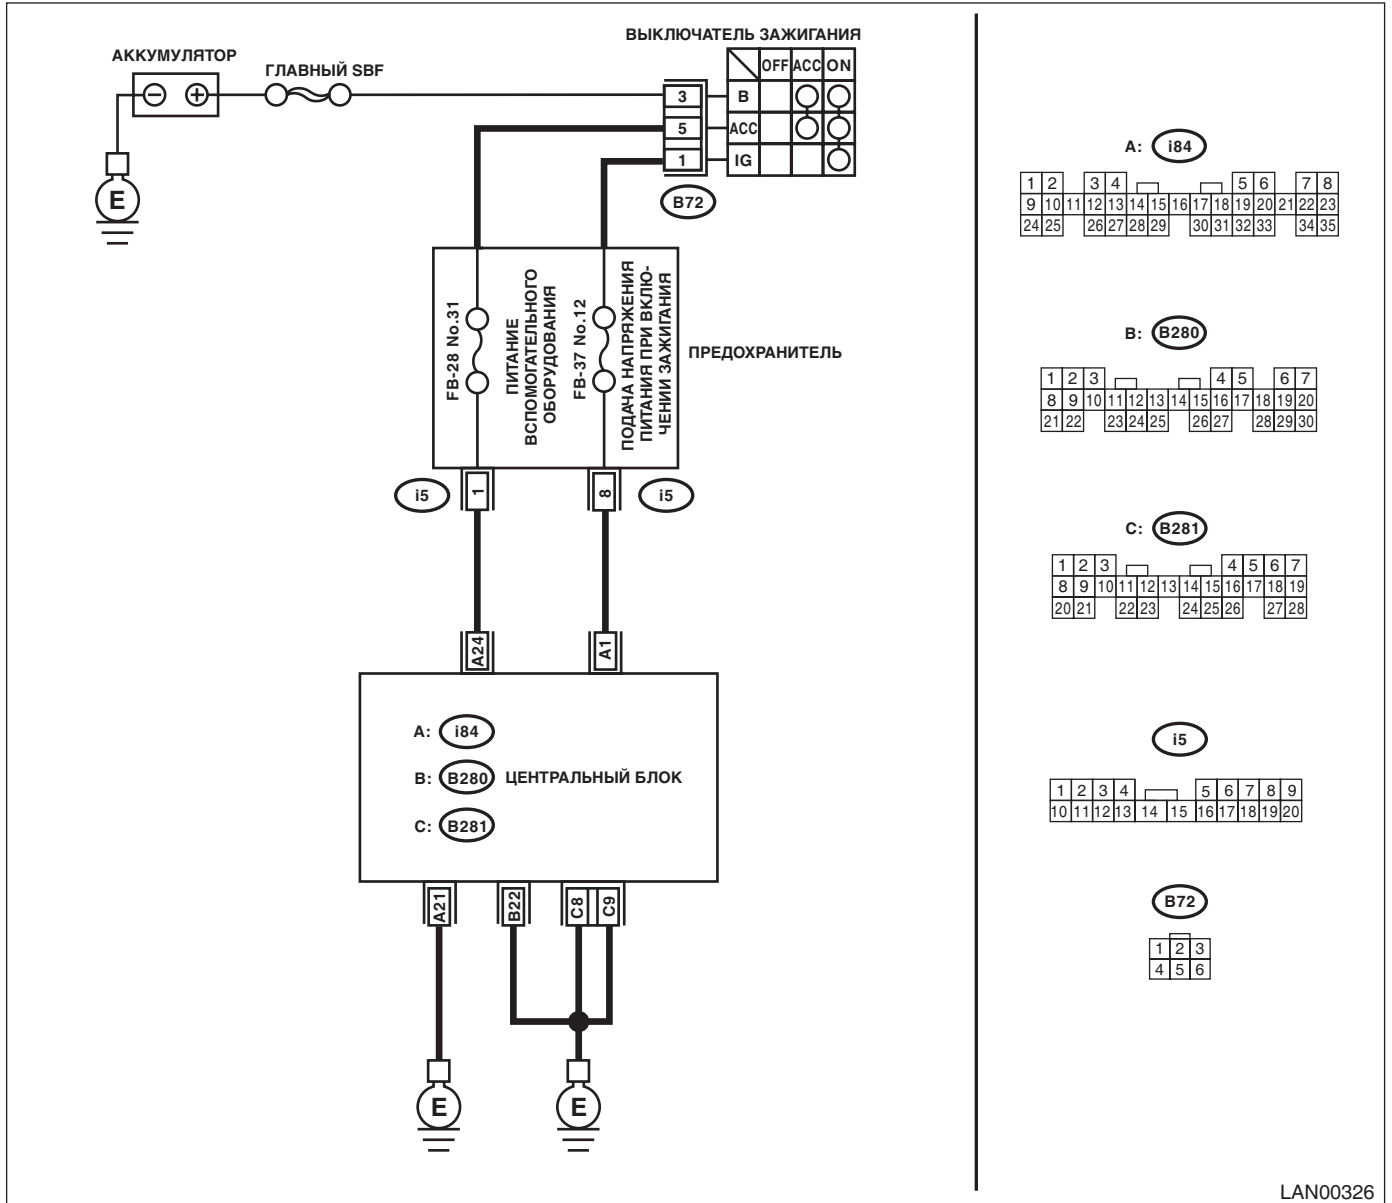 ВЫКЛЮЧАТЕЛЬ ЗАЖИГАНИЯ
АККУМУЛЯТОР
ГЛАВНЫЙ SBF
OFF ACC ON
3 B
5 ACC
1 IG
E
B72
FB-28 No.31
ПИТАНИЕ
ВСПОМОГАТЕЛЬНОГО
ОБОРУДОВАНИЯ
FB-37 No.12
ПОДАЧА НАПРЯЖЕНИЯ
ПИТАНИЯ ПРИ ВКЛЮ-
ЧЕНИИ ЗАЖИГАНИЯ
ПРЕДОХРАНИТЕЛЬ
i5 1 8 i5
A24 A1
A: i84
B: B280 ЦЕНТРАЛЬНЫЙ БЛОК
C: B281
A21 B22 C8 C9
E E
A: i84
1 2 3 4 5 6 7 8
9 10 11 12 13 14 15 16 17 18 19 20 21 22 23
24 25 26 27 28 29 30 31 32 33 34 35
B: B280
1 2 3 4 5 6 7
8 9 10 11 12 13 14 15 16 17 18 19 20
21 22 23 24 25 26 27 28 29 30
C: B281
1 2 3 4 5 6 7
8 9 10 11 12 13 14 15 16 17 18 19
20 21 22 23 24 25 26 27 28
i5
1 2 3 4 5 6 7 8 9
10 11 12 13 14 15 16 17 18 19 20
B72
1 2 3
4 5 6
LAN00326